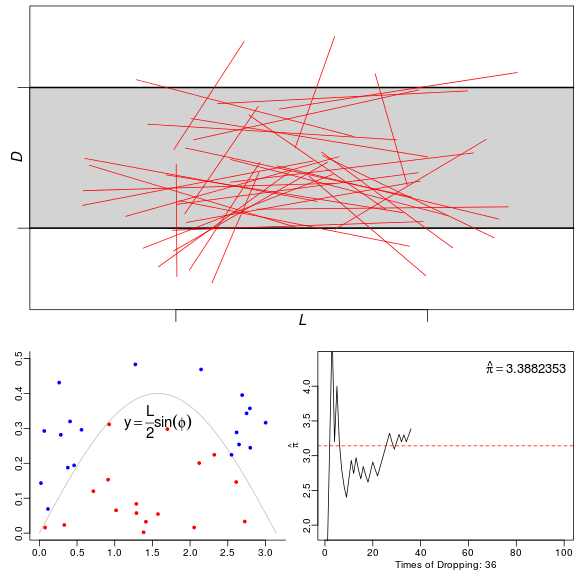 D
L
0.0 0.1 0.2 0.3 0.4 0.5
y = L/2 sin(ϕ)
0.0 0.5 1.0 1.5 2.0 2.5 3.0
π̂ = 3.3882353
π̂
2.0 2.5 3.0 3.5 4.0
0 20 40 60 80 100
Times of Dropping: 36